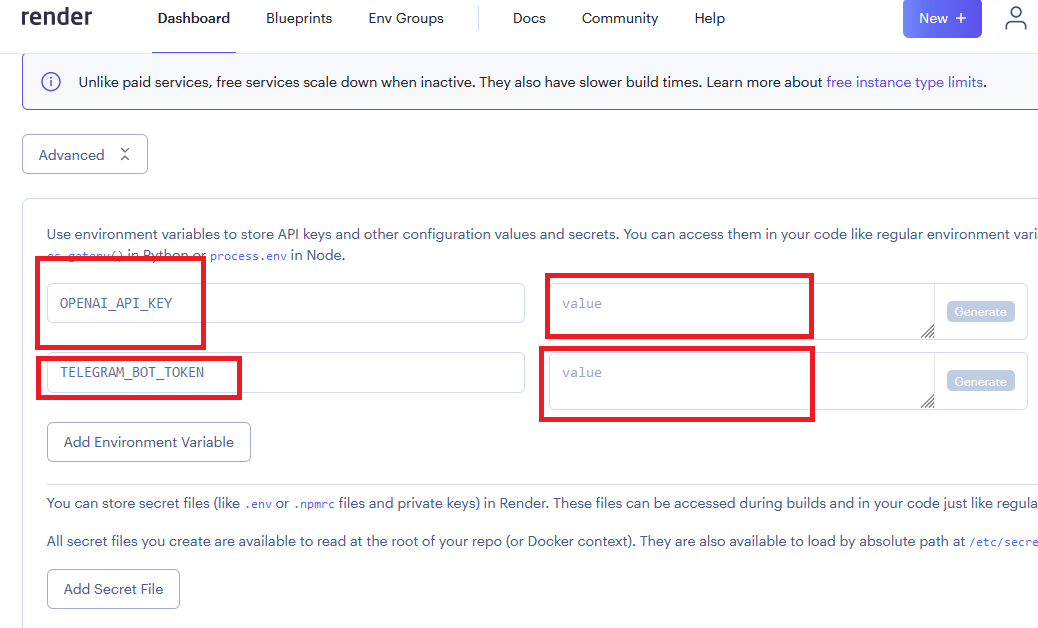 render Dashboard Blueprints Env Groups Docs Community Help New +
Unlike paid services, free services scale down when inactive. They also have slower build times. Learn more about free instance type limits.
Advanced
Use environment variables to store API keys and other configuration values and secrets. You can access them in your code like regular environment vari
os.getenv() in Python or process.env in Node.
OPENAI_API_KEY value Generate
TELEGRAM_BOT_TOKEN value Generate
Add Environment Variable
You can store secret files (like .env or .npmrc files and private keys) in Render. These files can be accessed during builds and in your code just like regula
All secret files you create are available to read at the root of your repo (or Docker context). They are also available to load by absolute path at /etc/secre
Add Secret File